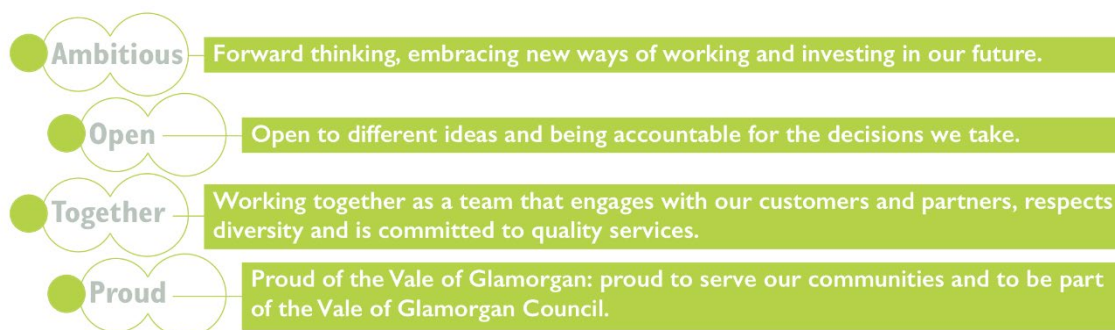 Ambitious
Forward thinking, embracing new ways of working and investing in our future.
Open
Open to different ideas and being accountable for the decisions we take.
Together
Working together as a team that engages with our customers and partners, respects
diversity and is committed to quality services.
Proud
Proud of the Vale of Glamorgan: proud to serve our communities and to be part
of the Vale of Glamorgan Council.